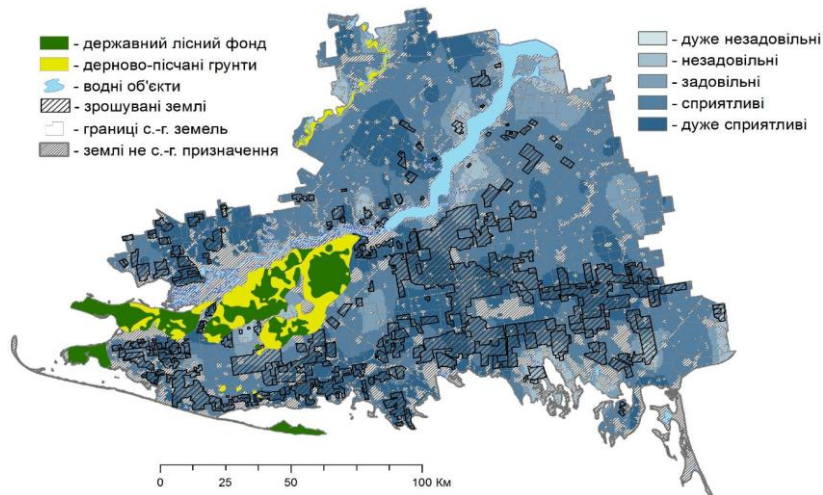 - державний лісний фонд
- дерново-пісчані грунти
- водні об'єкти
- зрошувані землі
- границі с.-г. земель
- землі не с.-г. призначення
- дуже незадовільні
- незадовільні
- задовільні
- сприятливі
- дуже сприятливі
0 25 50 100 Км